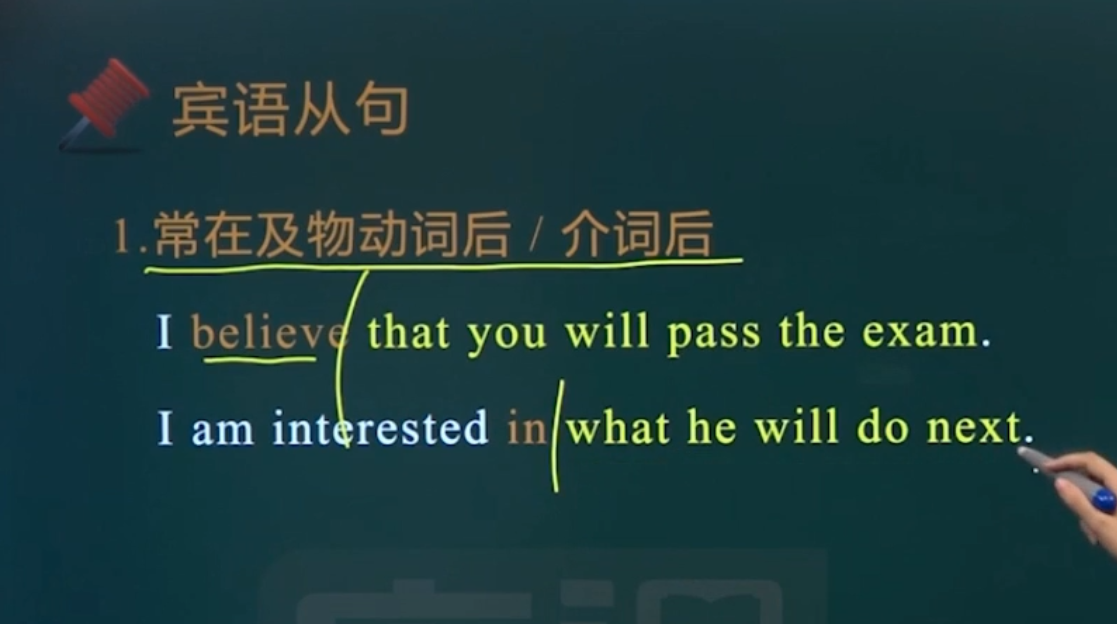 宾语从句
1.常在及物动词后 / 介词后
I believe that you will pass the exam.
I am interested in what he will do next.